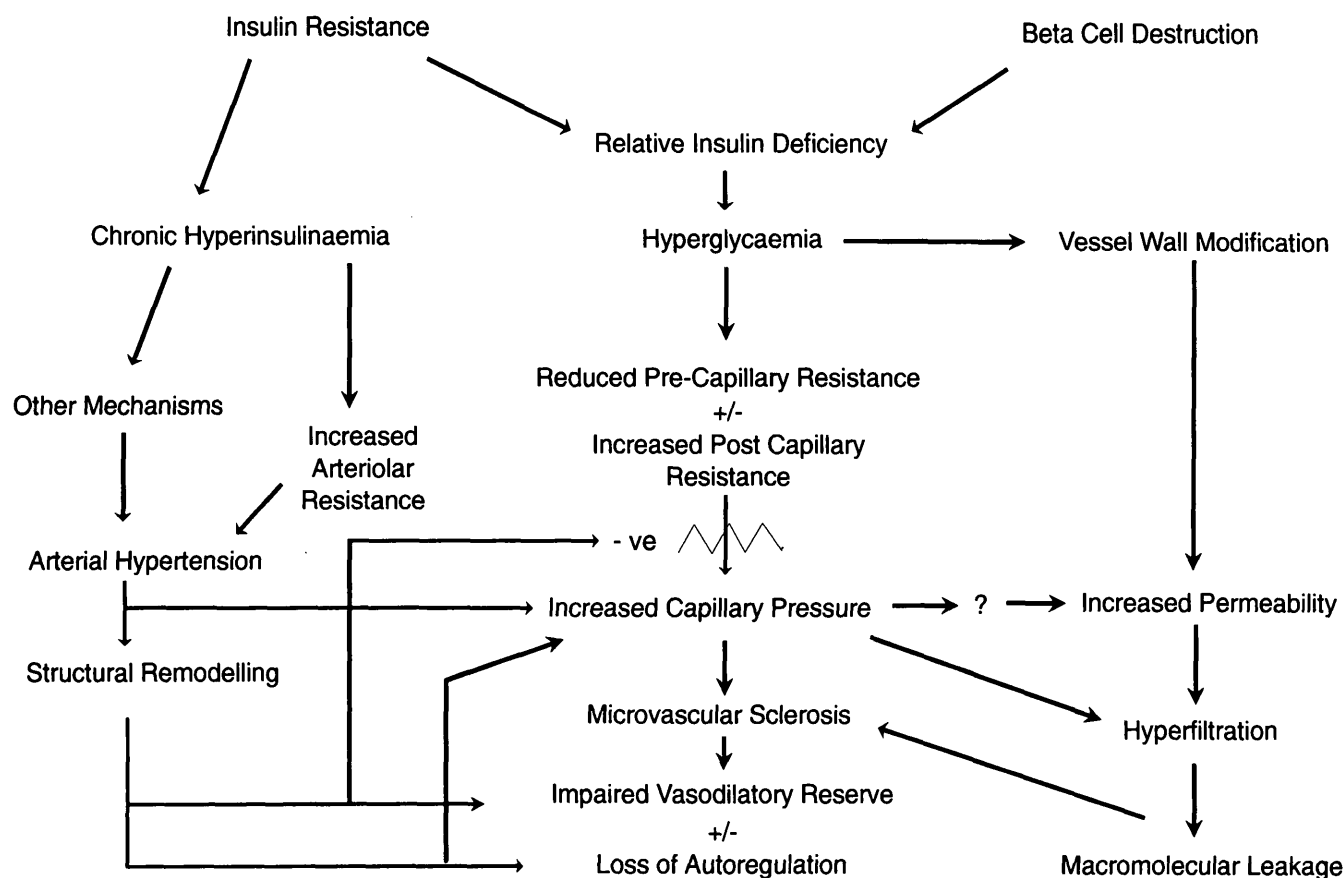 Insulin Resistance
Beta Cell Destruction
Relative Insulin Deficiency
Chronic Hyperinsulinaemia
Hyperglycaemia
Vessel Wall Modification
Reduced Pre-Capillary Resistance
+/-
Increased Post Capillary
Resistance
Other Mechanisms
Increased
Arteriolar
Resistance
- ve
Arterial Hypertension
Increased Capillary Pressure
?
Increased Permeability
Structural Remodelling
Microvascular Sclerosis
Hyperfiltration
Impaired Vasodilatory Reserve
+/-
Loss of Autoregulation
Macromolecular Leakage